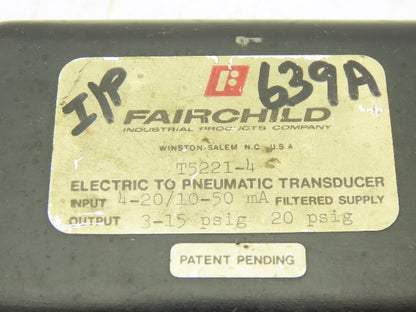 I/P
639A
FAIRCHILD
INDUSTRIAL PRODUCTS COMPANY
WINSTON-SALEM N.C. U.S.A
T5221-4
ELECTRIC TO PNEUMATIC TRANSDUCER
INPUT 4-20/10-50 mA FILTERED SUPPLY
OUTPUT 3-15 psig 20 psig
PATENT PENDING